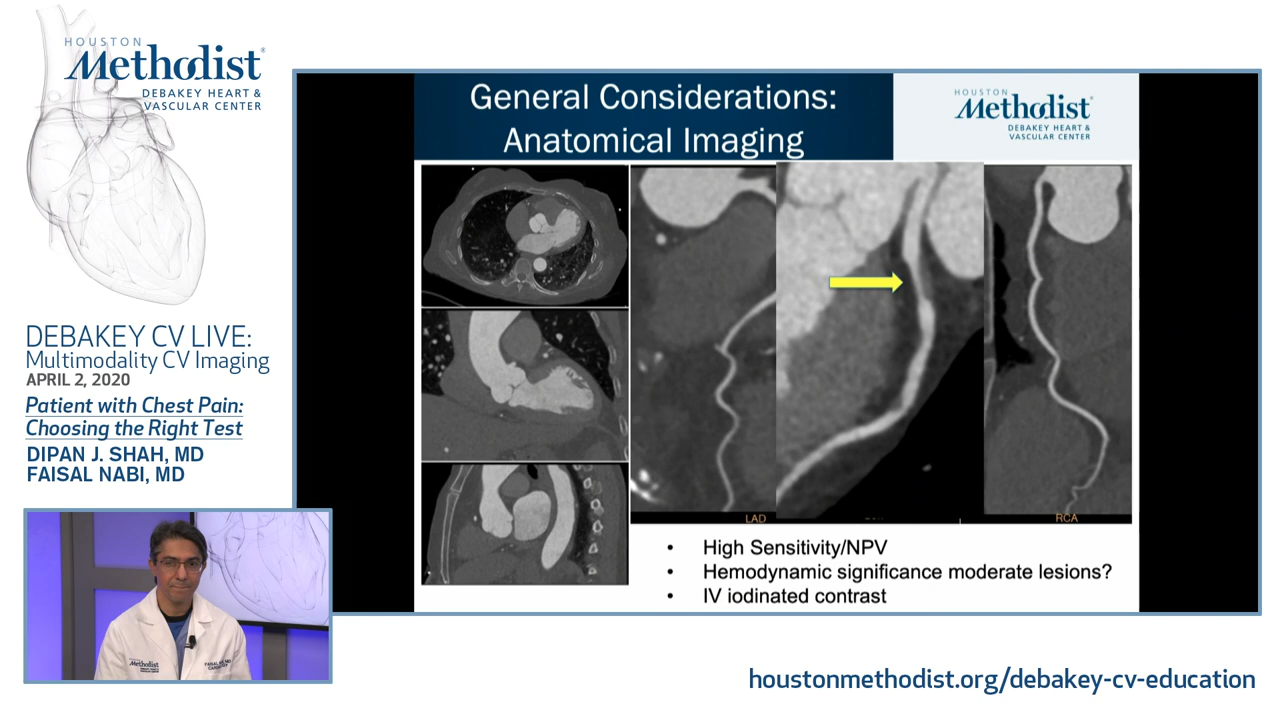 HOUSTON
Methodist
DEBAKEY HEART &
VASCULAR CENTER
DEBAKEY CV LIVE:
Multimodality CV Imaging
APRIL 2, 2020
Patient with Chest Pain:
Choosing the Right Test
DIPAN J. SHAH, MD
FAISAL NABI, MD
General Considerations:
Anatomical Imaging
HOUSTON
Methodist
DEBAKEY HEART &
VASCULAR CENTER
LAD
RCA
• High Sensitivity/NPV
• Hemodynamic significance moderate lesions?
• IV iodinated contrast
Methodist
houstonmethodist.org/debakey-cv-education